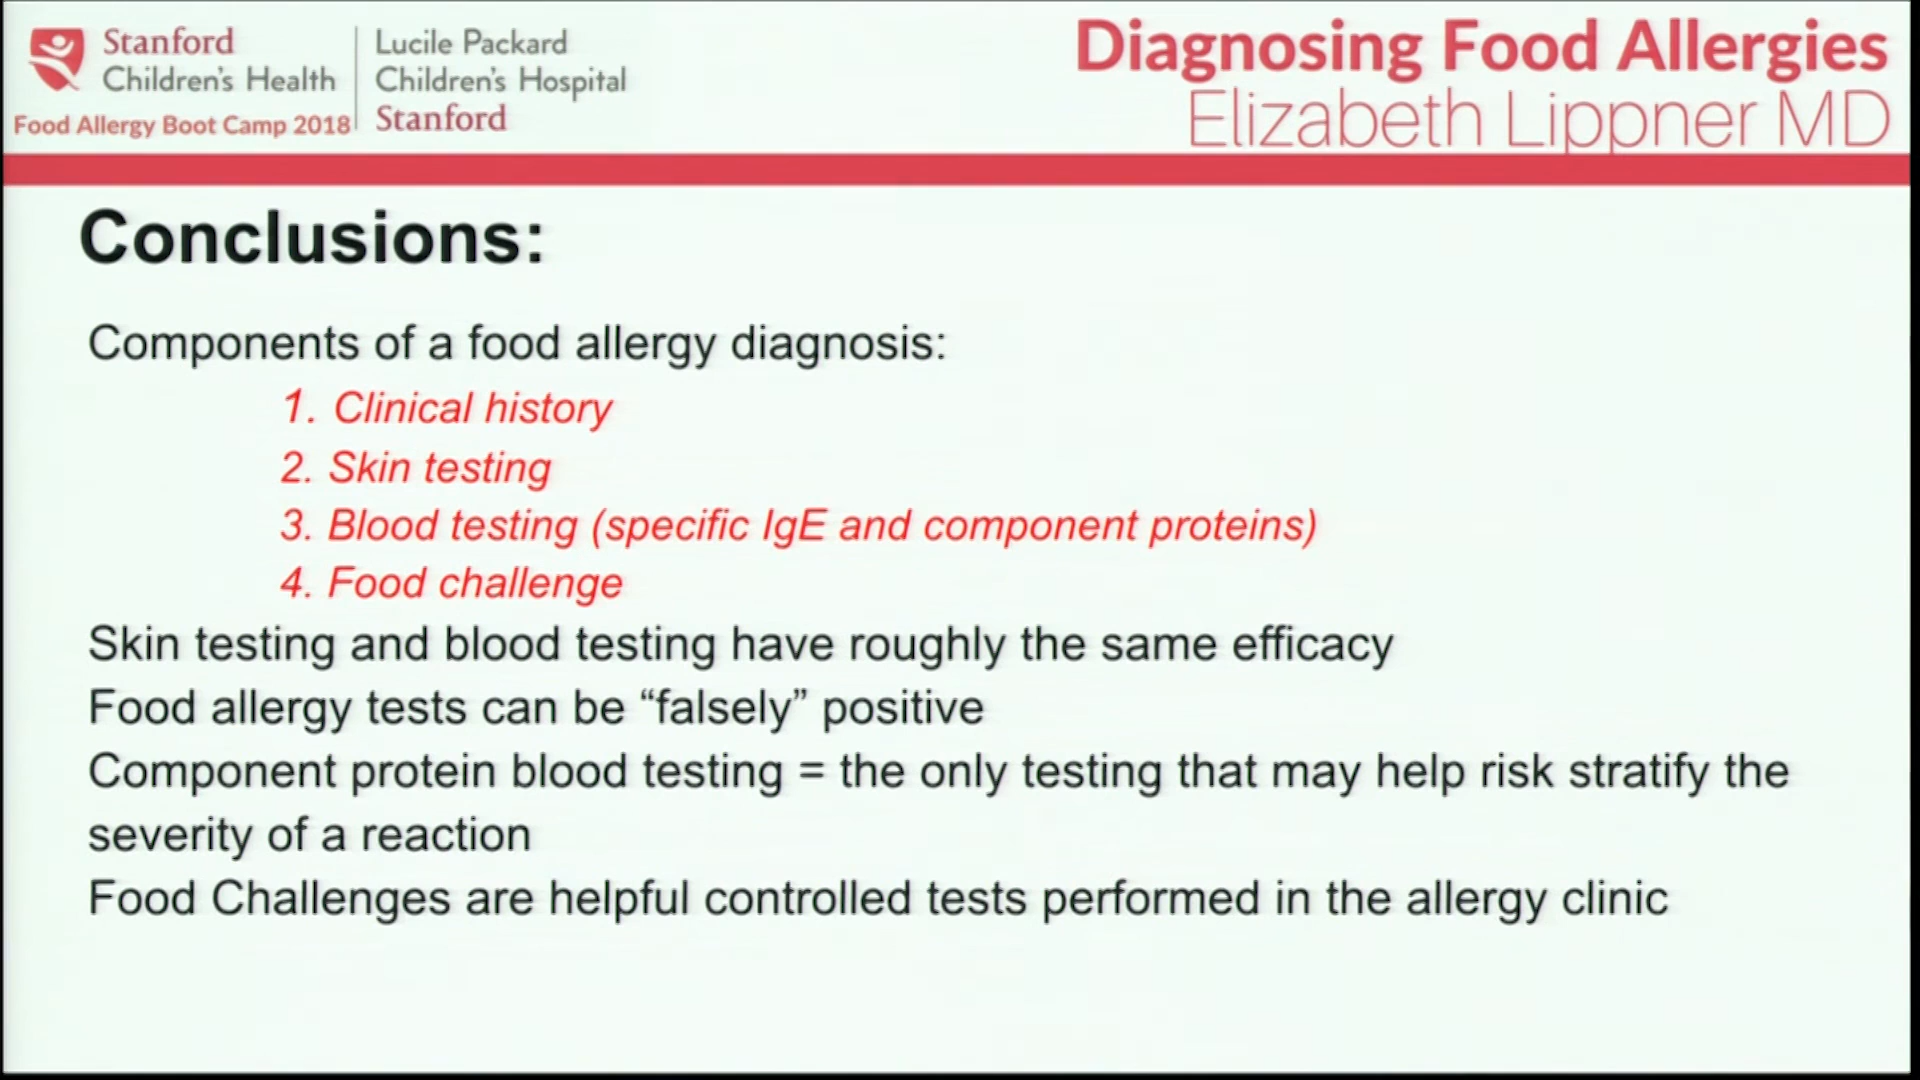 Stanford
Children's Health
Food Allergy Boot Camp 2018
Lucile Packard
Children's Hospital
Stanford
Diagnosing Food Allergies
Elizabeth Lippner MD
Conclusions:
Components of a food allergy diagnosis:
1. Clinical history
2. Skin testing
3. Blood testing (specific IgE and component proteins)
4. Food challenge
Skin testing and blood testing have roughly the same efficacy
Food allergy tests can be “falsely” positive
Component protein blood testing = the only testing that may help risk stratify the
severity of a reaction
Food Challenges are helpful controlled tests performed in the allergy clinic